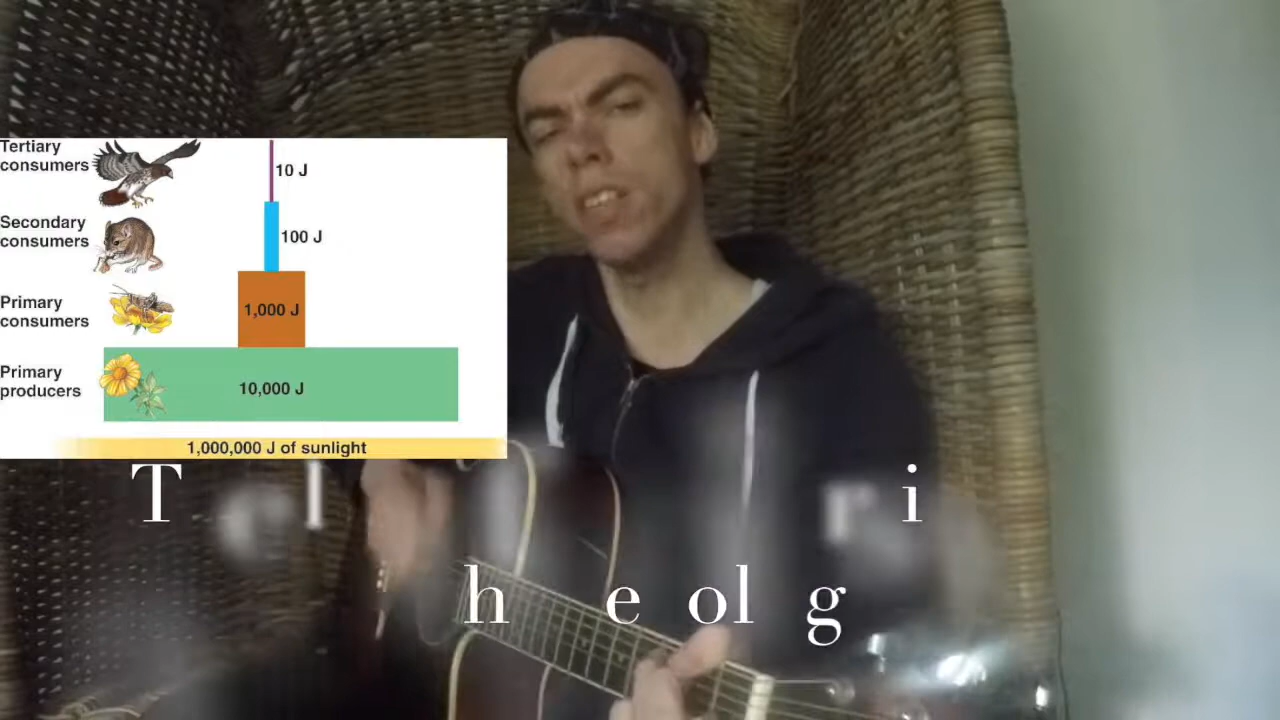 Tertiary
consumers
10 J
Secondary
consumers
100 J
Primary
consumers
1,000 J
Primary
producers
10,000 J
1,000,000 J of sunlight